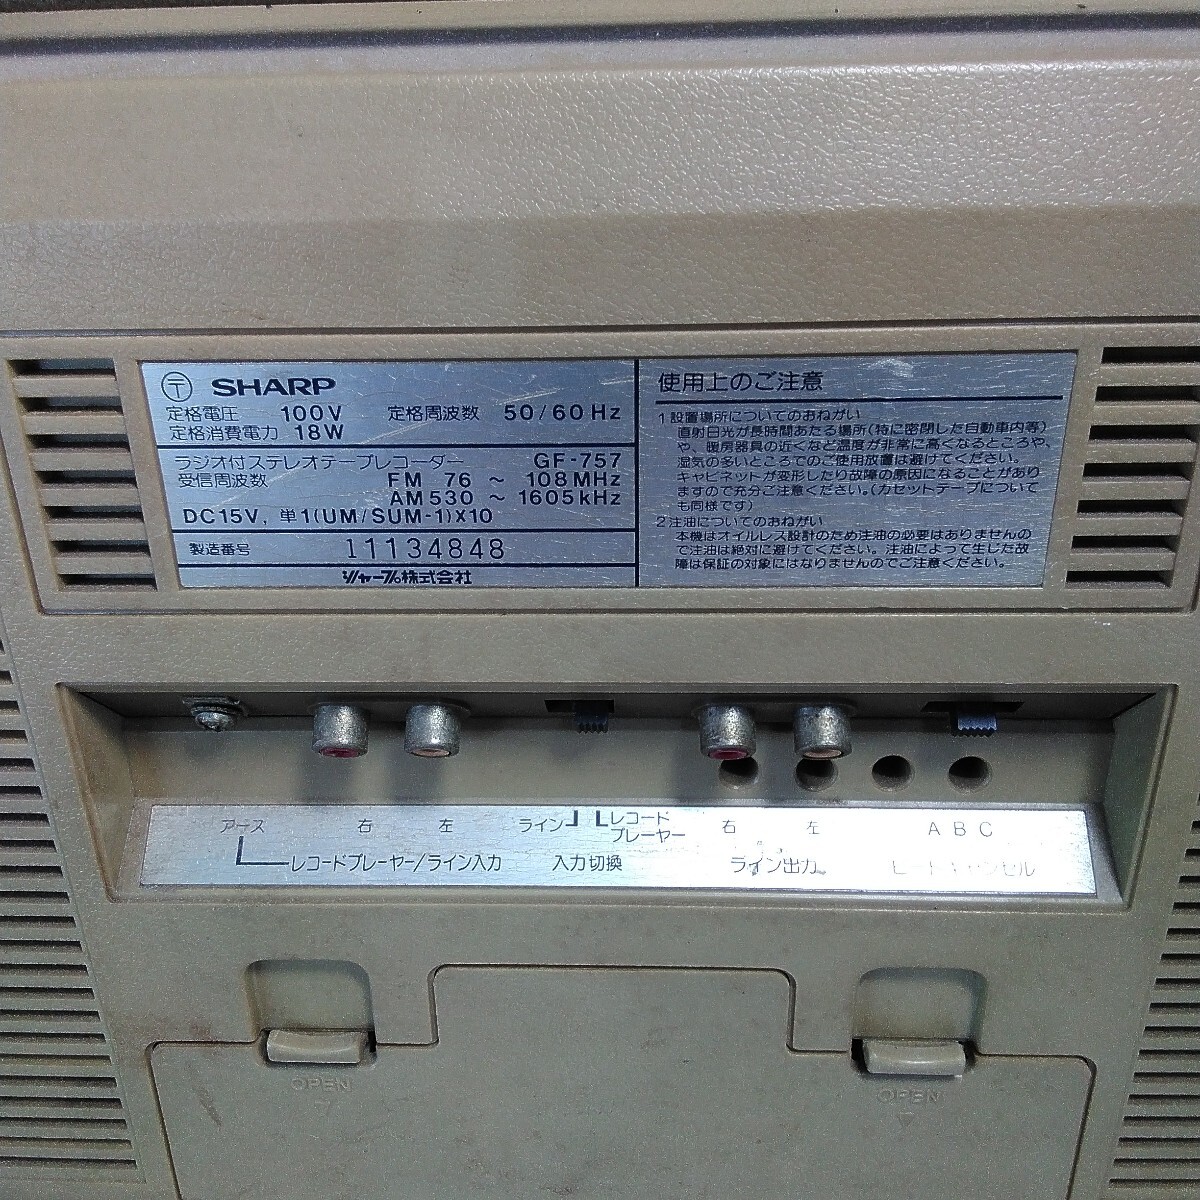 〒 SHARP
定格電圧 100V 定格周波数 50/60Hz
定格消費電力 18W
ラジオ付ステレオテープレコーダー GF-757
受信周波数 FM 76 ~ 108MHz
AM530 ~ 1605kHz
DC15V, 単1(UM/SUM-1)X10
製造番号 11134848
シャープ株式会社
使用上のご注意
1 設置場所についてのおねがい
直射日光が長時間あたる場所(特に密閉した自動車内等)
や、暖房器具の近くなど温度が非常に高くなるところや、
湿気の多いところでのご使用放置は避けてください。
キャビネットが変形したり故障の原因になることがあり
ますので充分ご注意ください。(カセットテープについて
も同様です)
2 注油についてのおねがい
本機はオイルレス設計のため注油の必要はありませんの
で注油は絶対に避けてください。注油によって生じた故
障は保証の対象にはなりませんのでご注意ください。
アース 右 左 ライン レコード プレーヤー 右 左 A B C
レコードプレーヤー/ライン入力 入力切換 ライン出力 ビートキャンセル
OPEN
OPEN